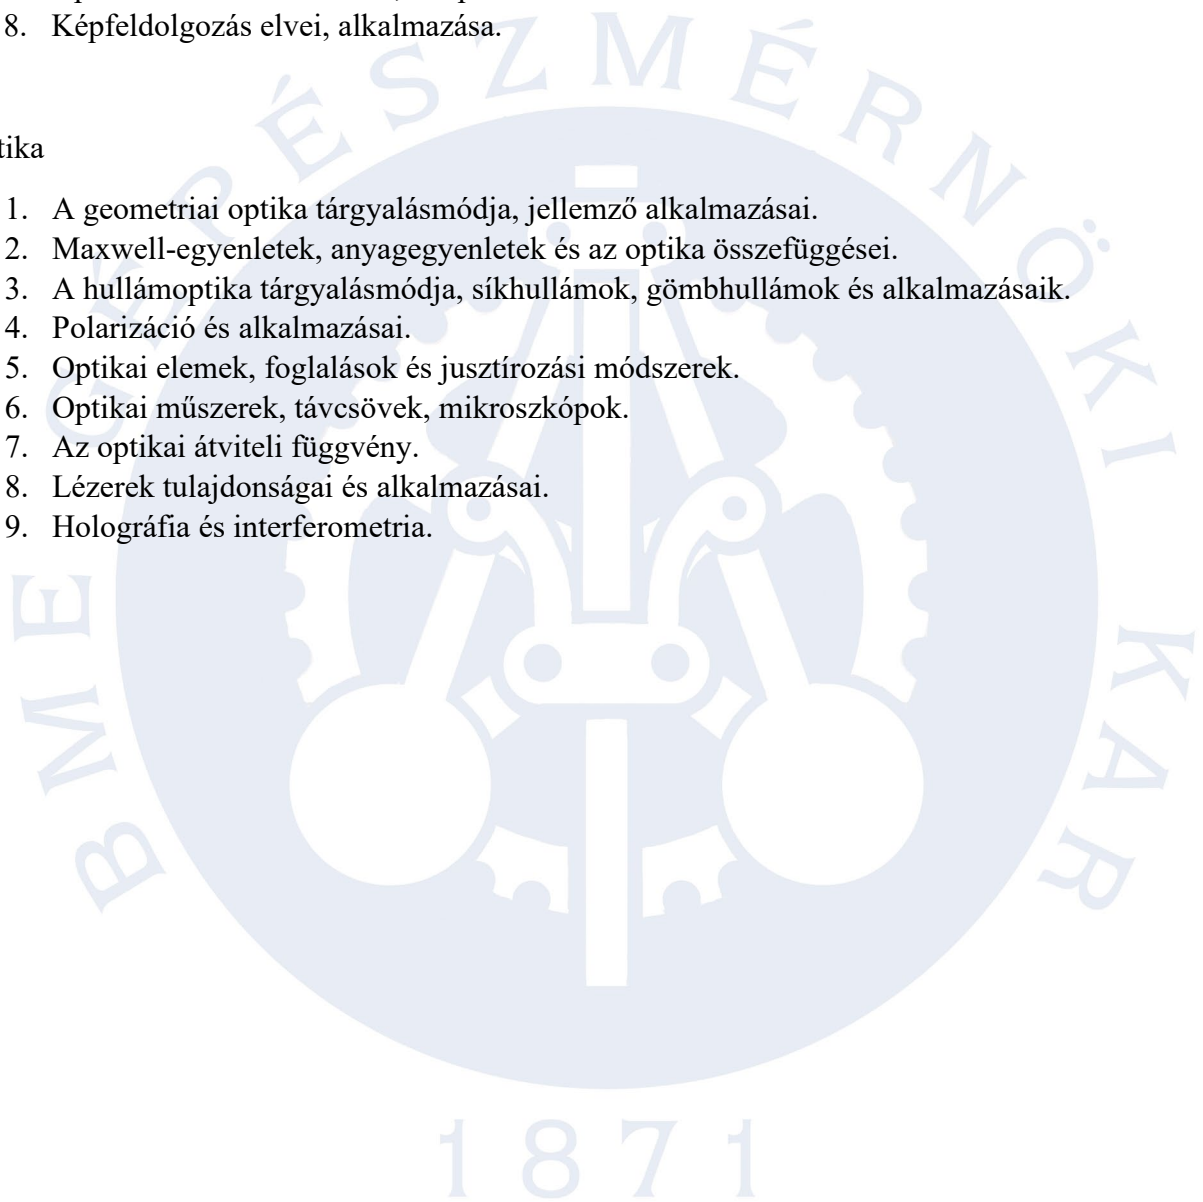 8. Képfeldolgozás elvei, alkalmazása.
tika
1. A geometriai optika tárgyalásmódja, jellemző alkalmazásai.
2. Maxwell-egyenletek, anyagegyenletek és az optika összefüggései.
3. A hullámoptika tárgyalásmódja, síkhullámok, gömbhullámok és alkalmazásaik.
4. Polarizáció és alkalmazásai.
5. Optikai elemek, foglalások és jusztírozási módszerek.
6. Optikai műszerek, távcsövek, mikroszkópok.
7. Az optikai átviteli függvény.
8. Lézerek tulajdonságai és alkalmazásai.
9. Holográfia és interferometria.
BME GÉPÉSZMÉRNÖKI KAR
1871